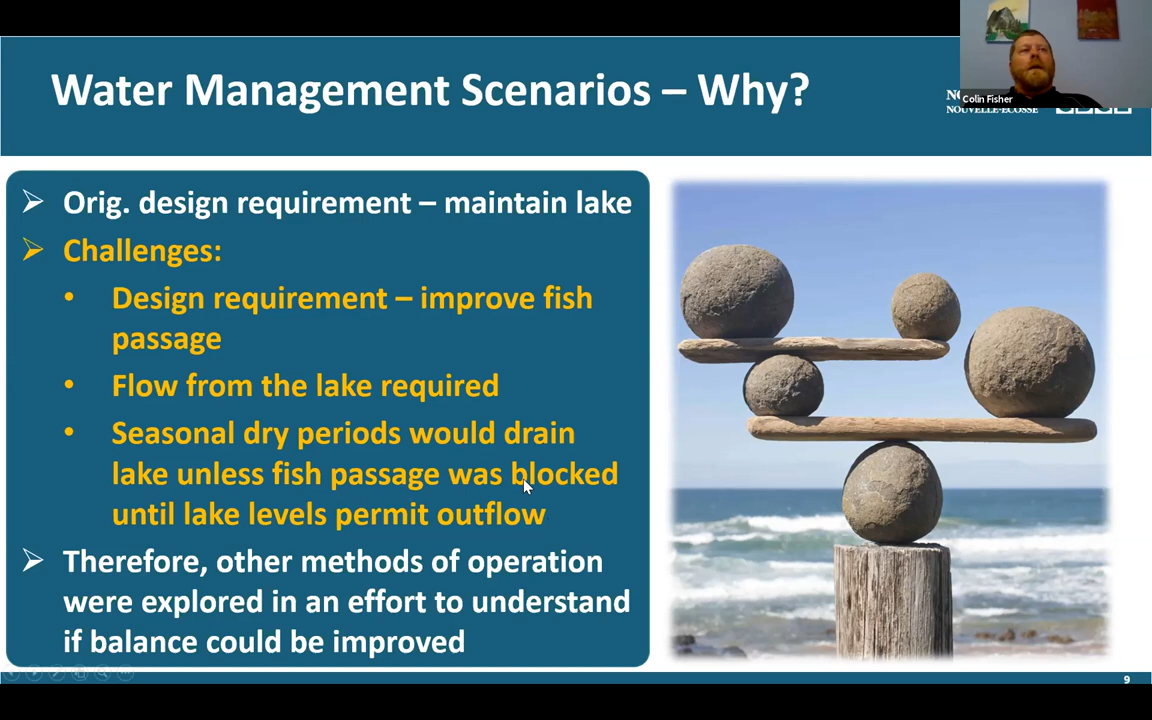 Water Management Scenarios – Why?
Colin Fisher
NOUVELLE-ÉCOSSE
Orig. design requirement – maintain lake
Challenges:
Design requirement – improve fish
passage
Flow from the lake required
Seasonal dry periods would drain
lake unless fish passage was blocked
until lake levels permit outflow
Therefore, other methods of operation
were explored in an effort to understand
if balance could be improved
9